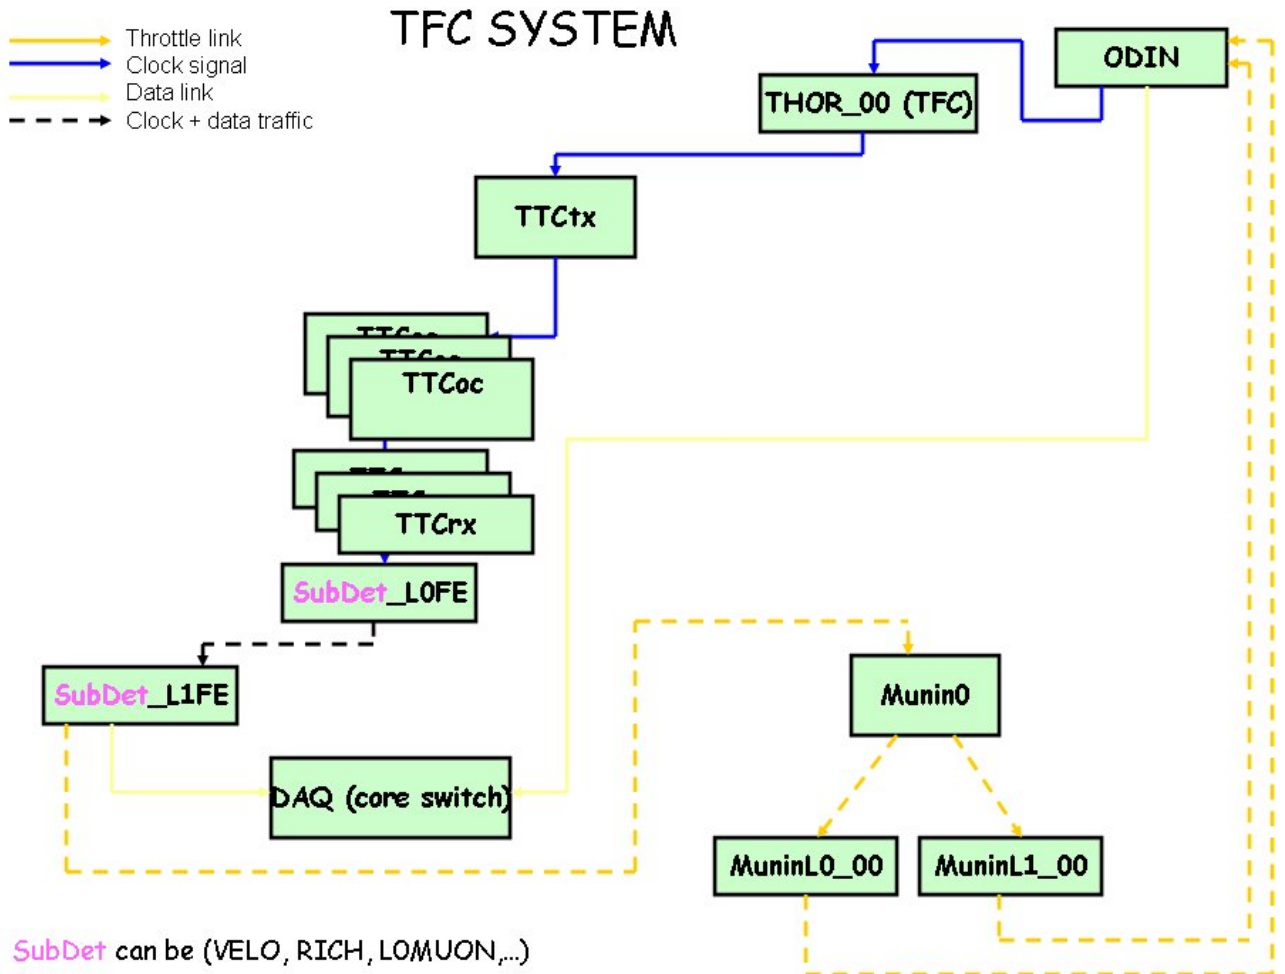 TFC SYSTEM
Throttle link
Clock signal
Data link
Clock + data traffic
ODIN
THOR_00 (TFC)
TTCtx
TTCoc
TTCrx
SubDet_L0FE
SubDet_L1FE
Munin0
DAQ (core switch)
MuninL0_00
MuninL1_00
SubDet can be (VELO, RICH, LOMUON,...)